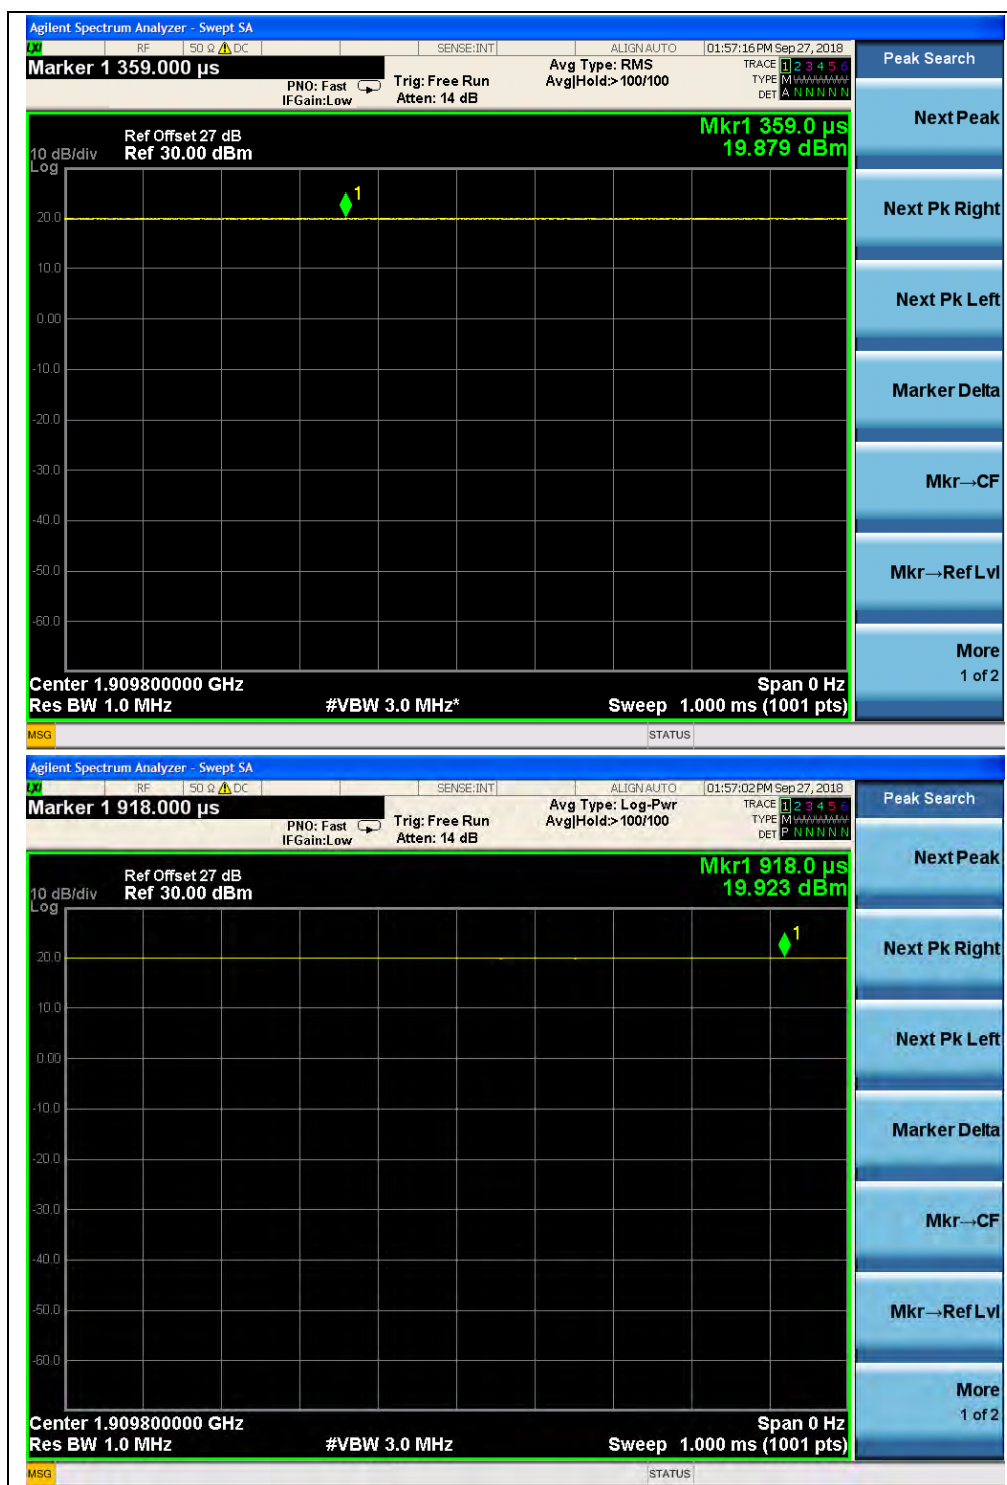 Agilent Spectrum Analyzer - Swept SA
LXI RF 50 Ω DC SENSE:INT ALIGN AUTO 01:57:16 PM Sep 27, 2018
Marker 1 359.000 µs
PNO: Fast
IFGain:Low
Trig: Free Run
Atten: 14 dB
Avg Type: RMS
Avg|Hold:>100/100
TRACE 1 2 3 4 5 6
TYPE M
DET A N N N N N
Peak Search
Mkr1 359.0 µs
19.879 dBm
Ref Offset 27 dB
10 dB/div Ref 30.00 dBm
Log
1
20.0
10.0
0.00
-10.0
-20.0
-30.0
-40.0
-50.0
-60.0
Center 1.909800000 GHz Span 0 Hz
Res BW 1.0 MHz #VBW 3.0 MHz* Sweep 1.000 ms (1001 pts)
MSG STATUS
Next Peak
Next Pk Right
Next Pk Left
Marker Delta
Mkr→CF
Mkr→Ref Lvl
More
1 of 2
Agilent Spectrum Analyzer - Swept SA
LXI RF 50 Ω DC SENSE:INT ALIGN AUTO 01:57:02 PM Sep 27, 2018
Marker 1 918.000 µs
PNO: Fast
IFGain:Low
Trig: Free Run
Atten: 14 dB
Avg Type: Log-Pwr
Avg|Hold:>100/100
TRACE 1 2 3 4 5 6
TYPE M
DET P N N N N N
Peak Search
Mkr1 918.0 µs
19.923 dBm
Ref Offset 27 dB
10 dB/div Ref 30.00 dBm
Log
1
20.0
10.0
0.00
-10.0
-20.0
-30.0
-40.0
-50.0
-60.0
Center 1.909800000 GHz Span 0 Hz
Res BW 1.0 MHz #VBW 3.0 MHz Sweep 1.000 ms (1001 pts)
MSG STATUS
Next Peak
Next Pk Right
Next Pk Left
Marker Delta
Mkr→CF
Mkr→Ref Lvl
More
1 of 2